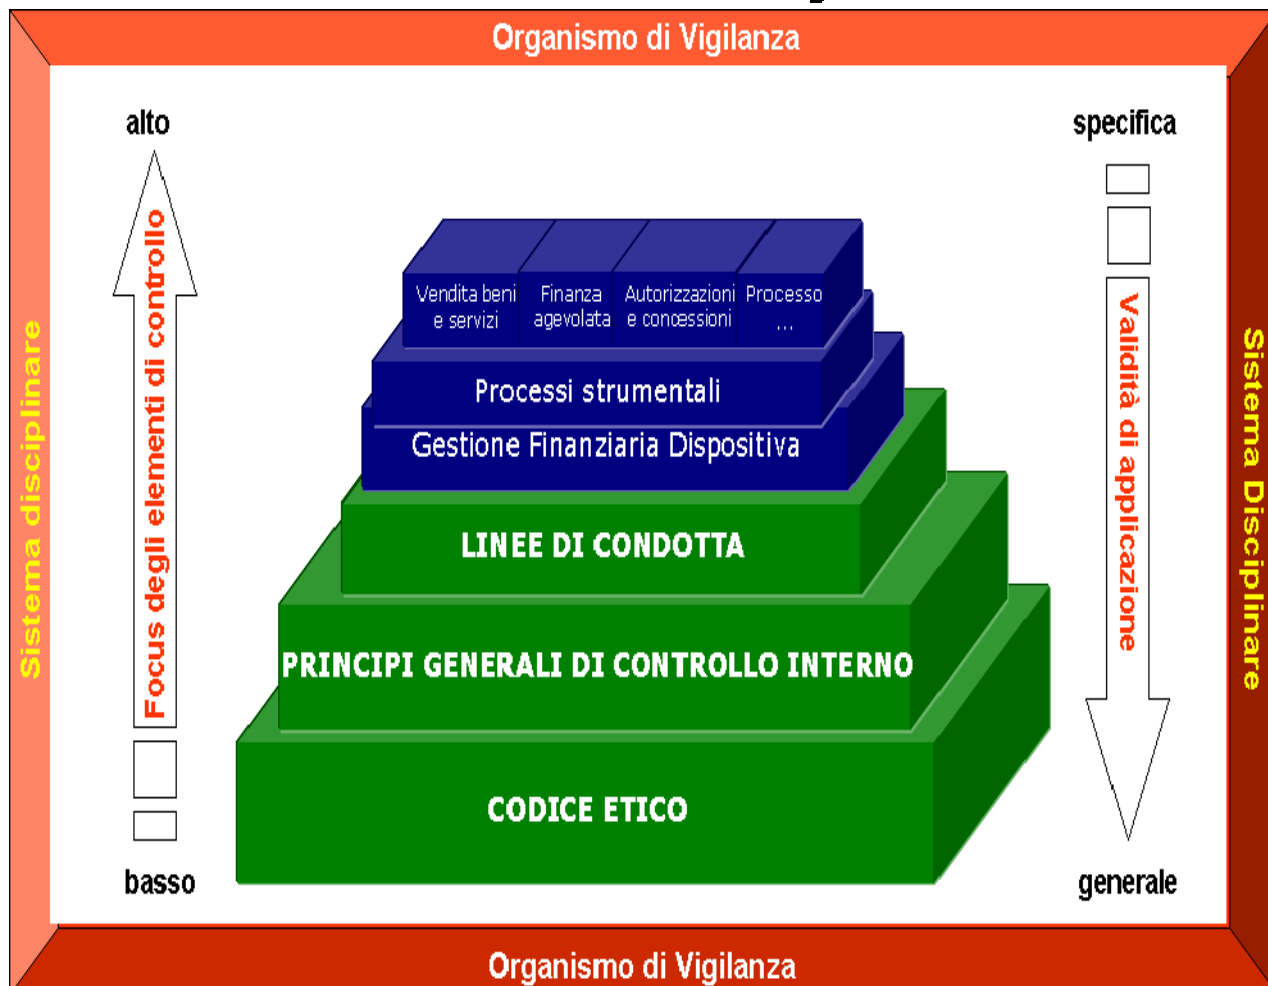 Organismo di Vigilanza
alto
specifica
Sistema disciplinare
Focus degli elementi di controllo
Vendita beni
e servizi
Finanza
agevolata
Autorizzazioni
e concessioni
Processo
...
Processi strumentali
Gestione Finanziaria Dispositiva
LINEE DI CONDOTTA
PRINCIPI GENERALI DI CONTROLLO INTERNO
CODICE ETICO
Validità di applicazione
Sistema Disciplinare
basso
generale
Organismo di Vigilanza